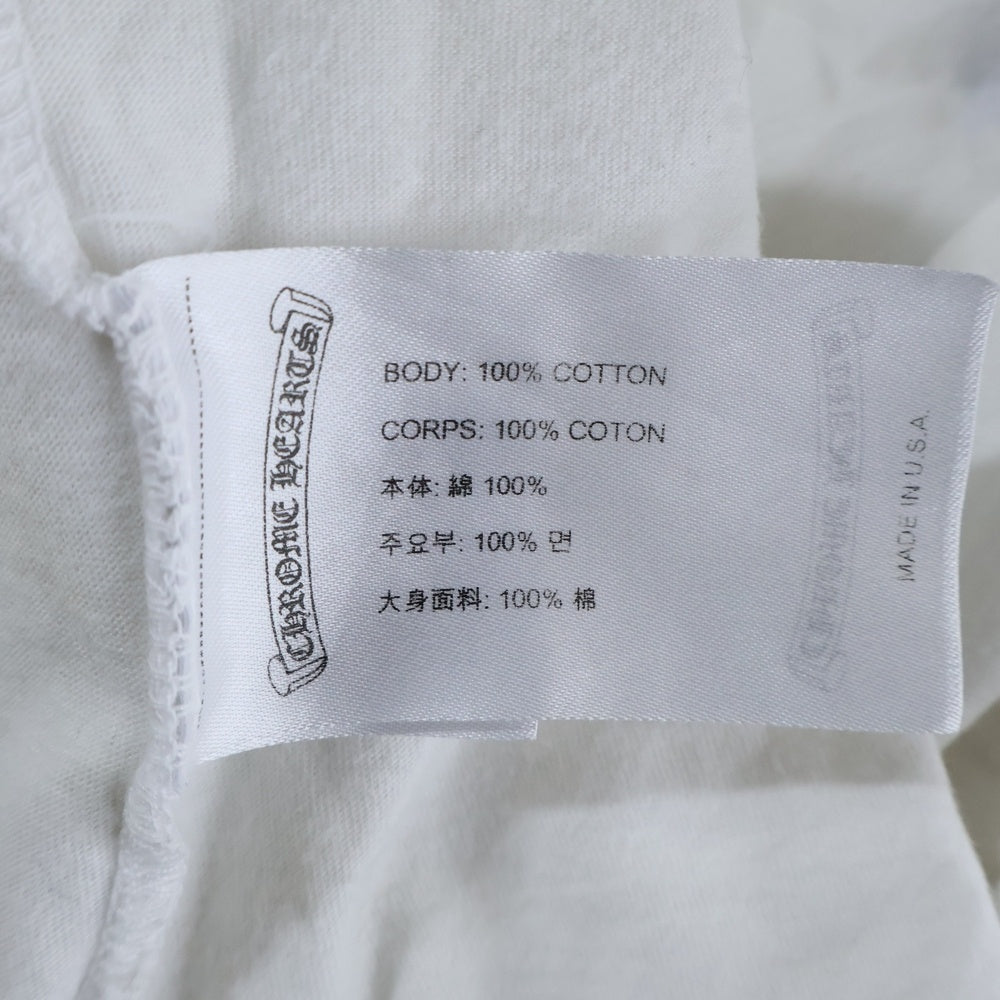 CHROME HEARTS
BODY: 100% COTTON
CORPS: 100% COTON
本体: 綿 100%
주요부: 100% 면
大身面料: 100% 棉
MADE IN U.S.A.